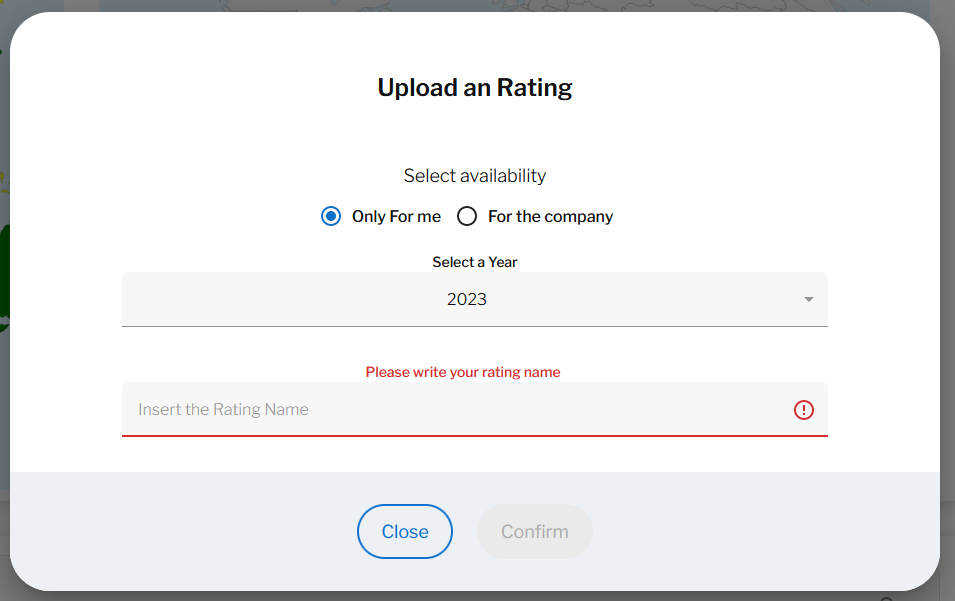 Upload an Rating
Select availability
Only For me For the company
Select a Year
2023
Please write your rating name
Insert the Rating Name
Close Confirm